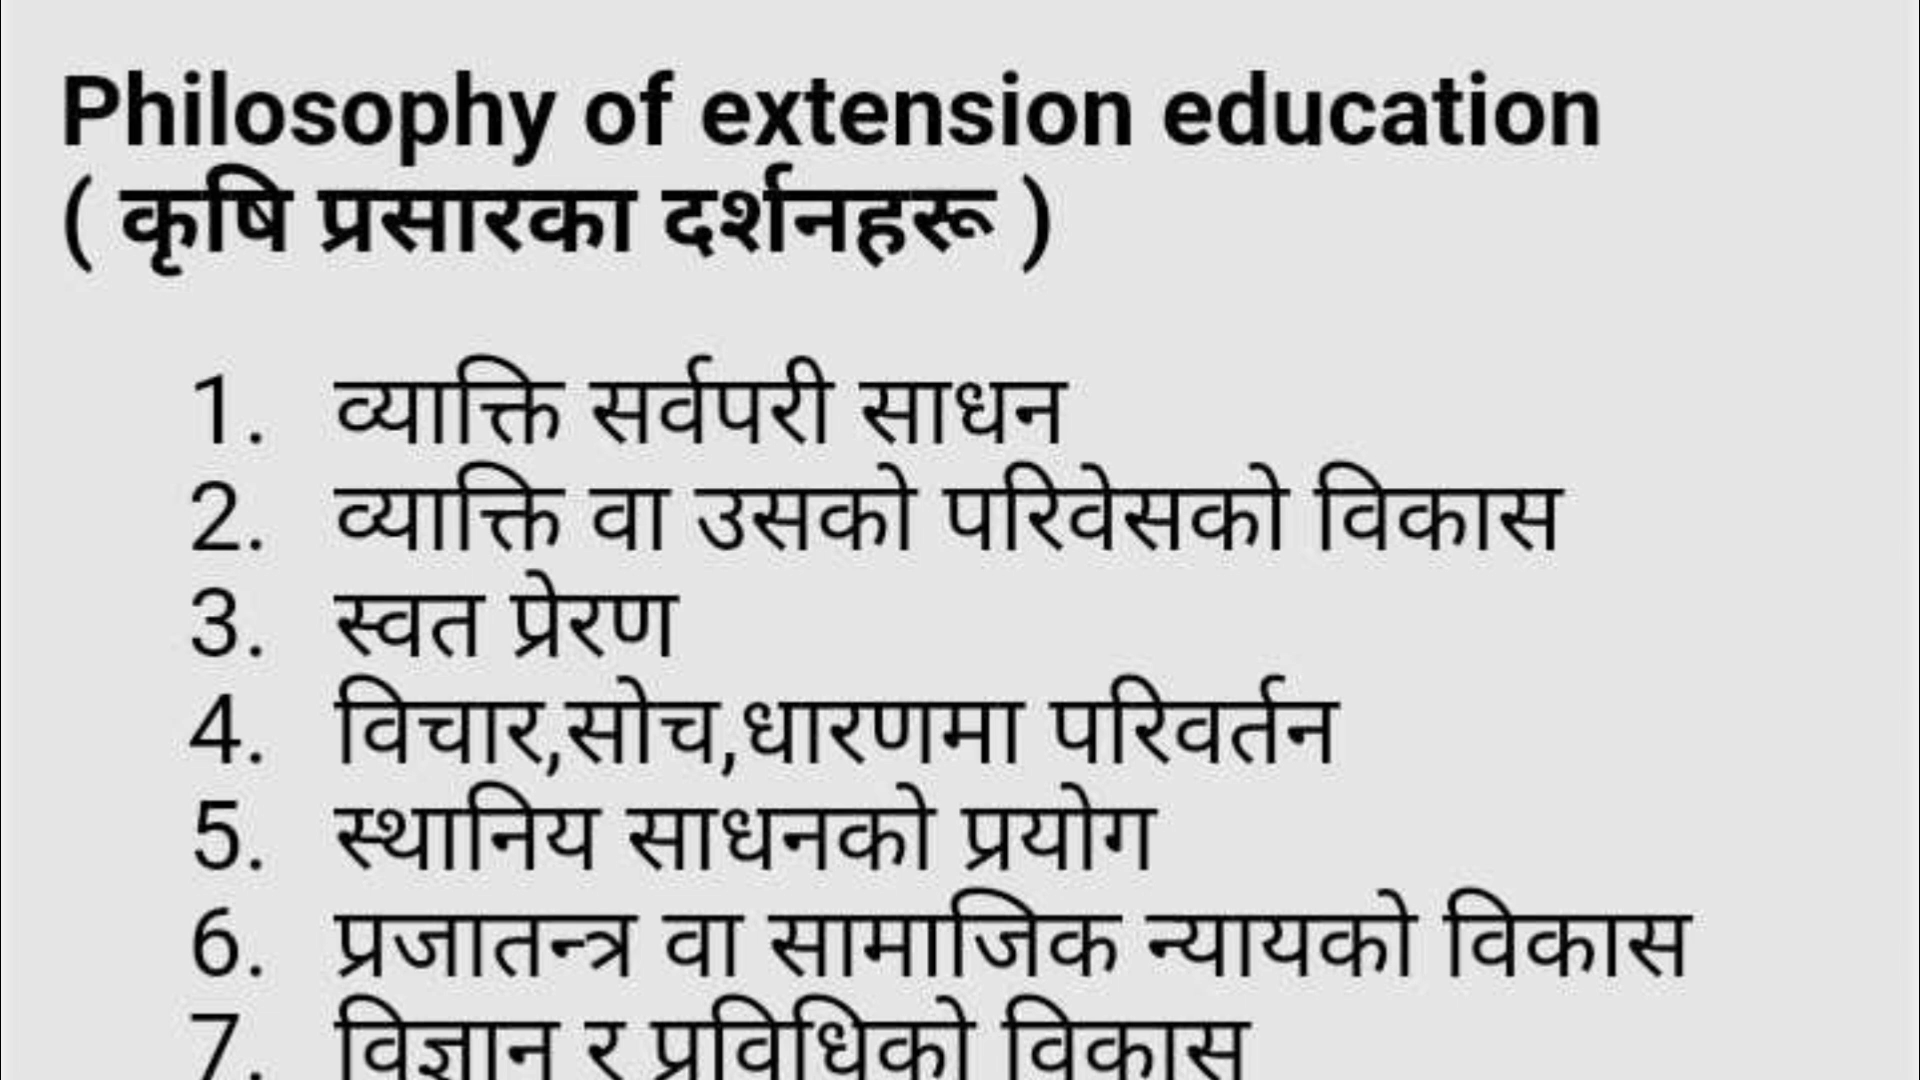 Philosophy of extension education
( कृषि प्रसारका दर्शनहरू )
1. व्याक्ति सर्वपरी साधन
2. व्याक्ति वा उसको परिवेसको विकास
3. स्वत प्रेरण
4. विचार,सोच,धारणमा परिवर्तन
5. स्थानिय साधनको प्रयोग
6. प्रजातन्त्र वा सामाजिक न्यायको विकास
7. विज्ञान र प्रविधिको विकास